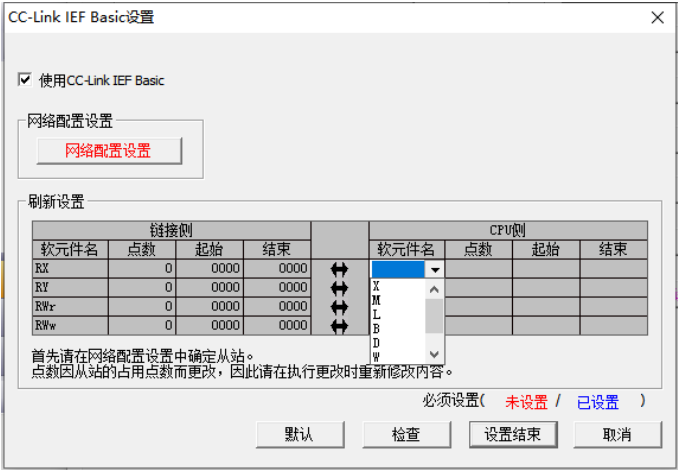 CC-Link IEF Basic设置
使用CC-Link IEF Basic
网络配置设置
网络配置设置
刷新设置
链接侧 CPU侧
软元件名 点数 起始 结束 软元件名 点数 起始 结束
RX 0 0000 0000
RY 0 0000 0000 X
RWr 0 0000 0000 M
RWw 0 0000 0000 L
B
D
W
首先请在网络配置设置中确定从站。
点数因从站的占用点数而更改，因此请在执行更改时重新修改内容。
必须设置( 未设置 / 已设置 )
默认 检查 设置结束 取消